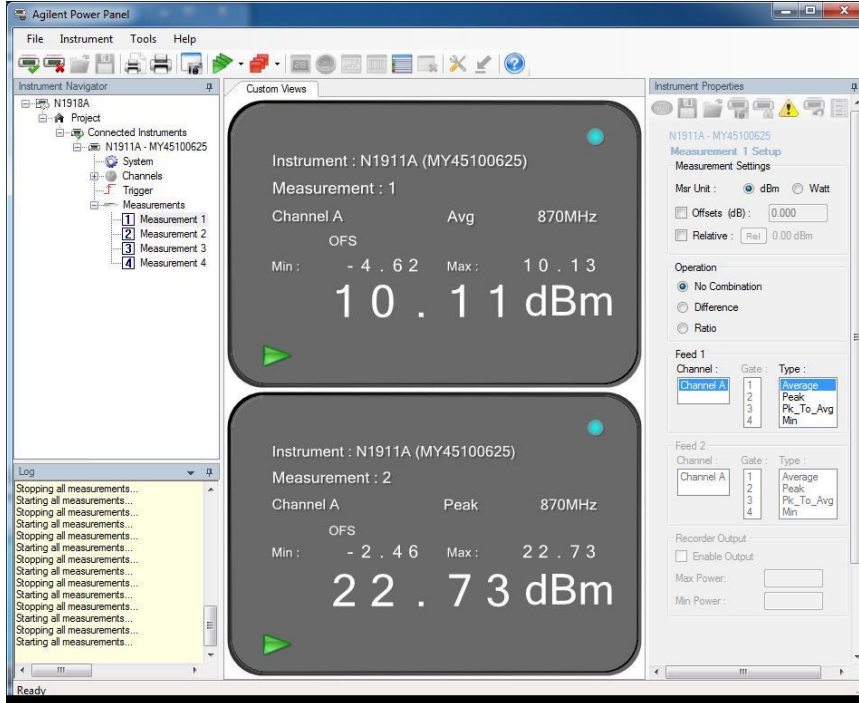 Agilent Power Panel
File Instrument Tools Help
Instrument Navigator
N1918A
Project
Connected Instruments
N1911A - MY45100625
System
Channels
Trigger
Measurements
1 Measurement 1
2 Measurement 2
3 Measurement 3
4 Measurement 4
Log
Stopping all measurements...
Starting all measurements...
Stopping all measurements...
Starting all measurements...
Stopping all measurements...
Starting all measurements...
Stopping all measurements...
Starting all measurements...
Stopping all measurements...
Starting all measurements...
Stopping all measurements...
Starting all measurements...
Stopping all measurements...
Starting all measurements...
Ready
Custom Views
Instrument : N1911A (MY45100625)
Measurement : 1
Channel A Avg 870MHz
OFS
Min : - 4 . 6 2 Max : 1 0 . 1 3
1 0 . 1 1 dBm
Instrument : N1911A (MY45100625)
Measurement : 2
Channel A Peak 870MHz
OFS
Min : - 2 . 4 6 Max : 2 2 . 7 3
2 2 . 7 3 dBm
Instrument Properties
N1911A - MY45100625
Measurement 1 Setup
Measurement Settings
Msr Unit : dBm Watt
Offsets (dB) : 0.000
Relative : Rel 0.00 dBm
Operation
No Combination
Difference
Ratio
Feed 1
Channel : Gate : Type :
Channel A 1 Average
2 Peak
3 Pk_To_Avg
4 Min
Feed 2
Channel : Gate : Type :
Channel A 1 Average
2 Peak
3 Pk_To_Avg
4 Min
Recorder Output
Enable Output
Max Power:
Min Power :